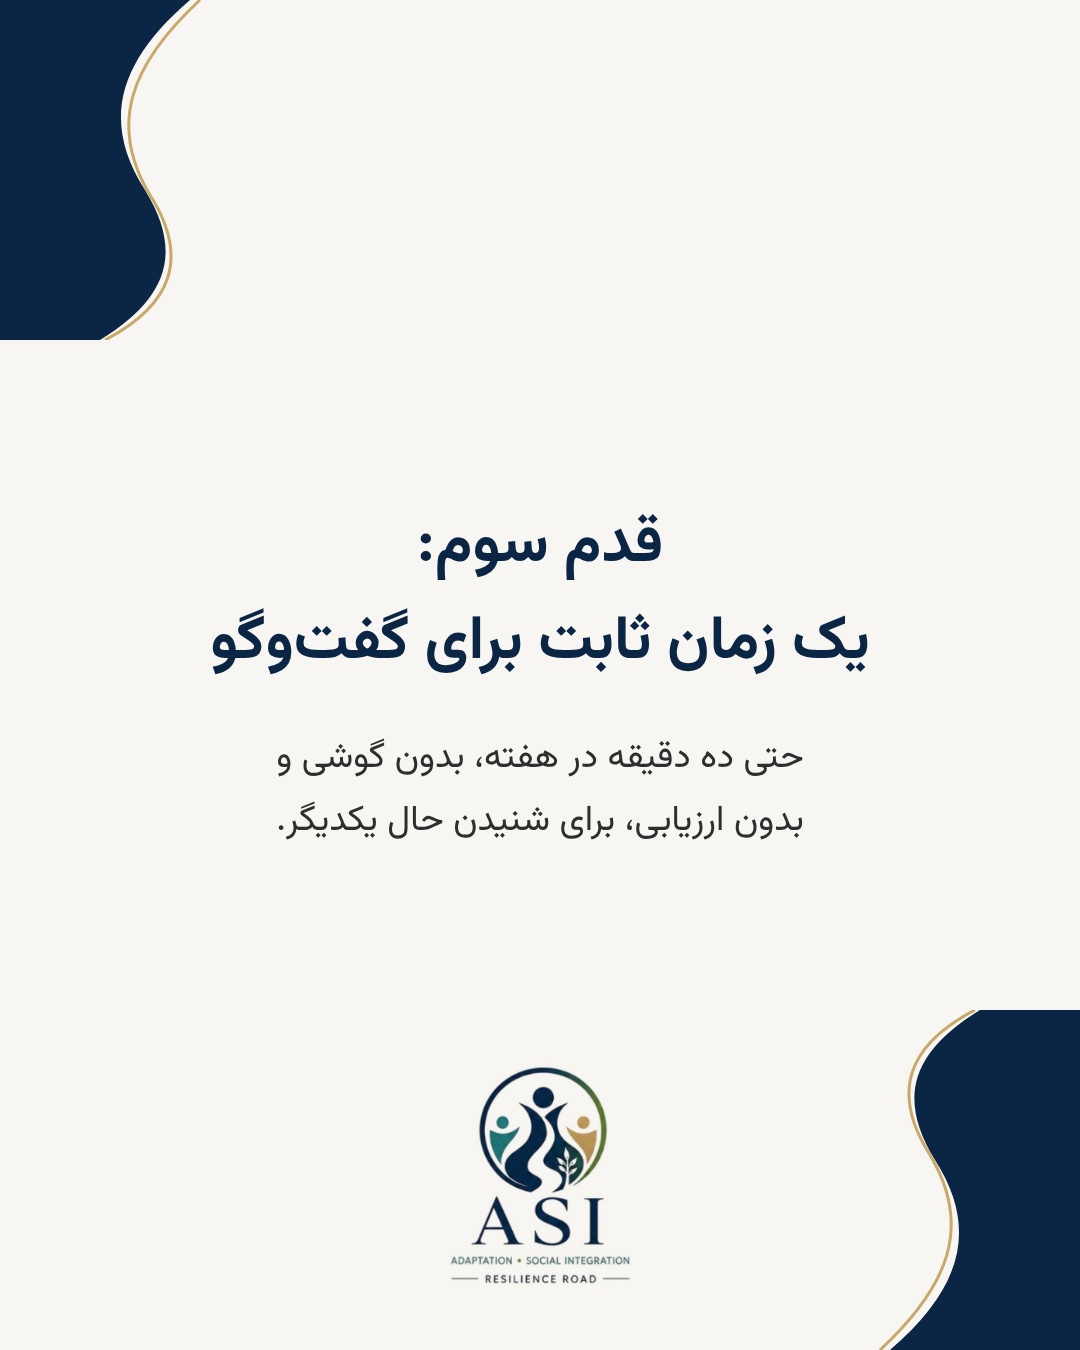 قدم سوم:
یک زمان ثابت برای گفت‌وگو
حتی ده دقیقه در هفته، بدون گوشی و
بدون ارزیابی، برای شنیدن حال یکدیگر.
ASI
ADAPTATION • SOCIAL INTEGRATION
RESILIENCE ROAD